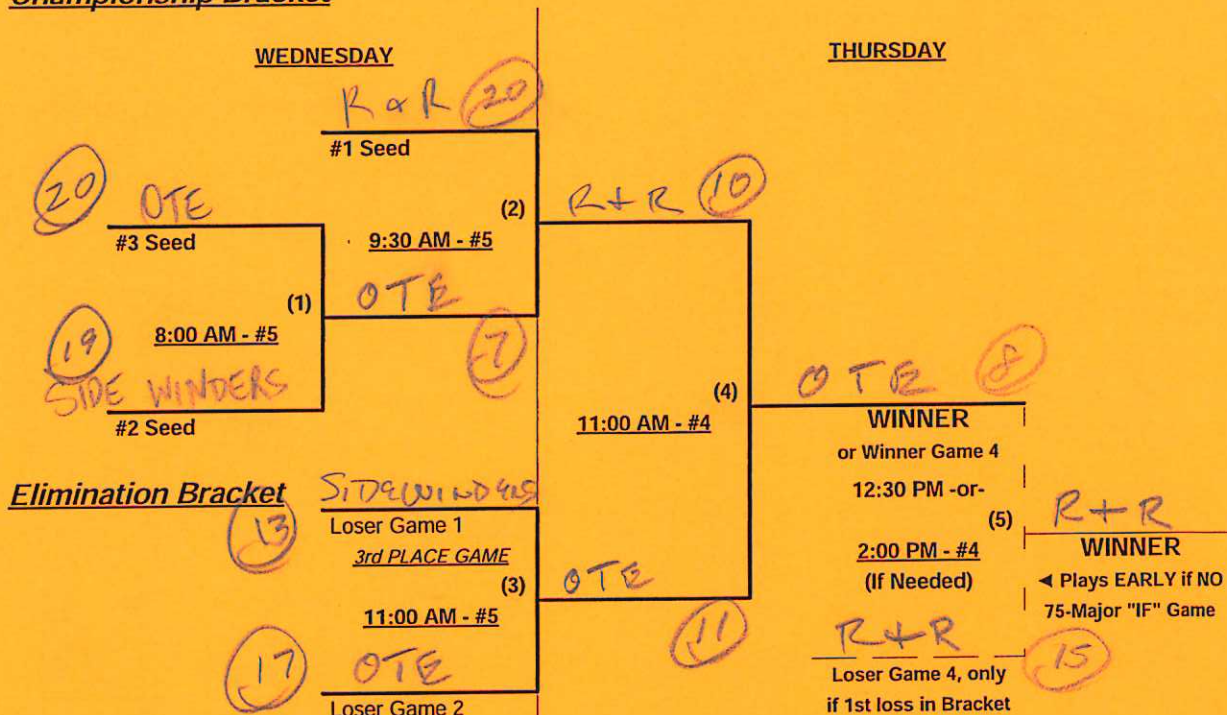 Championship Bracket
WEDNESDAY
THURSDAY
R & R 20
#1 Seed
20 OTE
#3 Seed
(2)
9:30 AM - #5
R + R 10
(1)
8:00 AM - #5
OTE
7
19
SIDE WINDERS
#2 Seed
(4)
11:00 AM - #4
OTE 8
WINNER
or Winner Game 4
12:30 PM -or-
(5)
2:00 PM - #4
(If Needed)
R + R
WINNER
◄ Plays EARLY if NO
75-Major "IF" Game
R + R
15
Loser Game 4, only
if 1st loss in Bracket
Elimination Bracket
SIDEWINDERS
13
Loser Game 1
3rd PLACE GAME
(3)
11:00 AM - #5
OTE
11
17 OTE
Loser Game 2